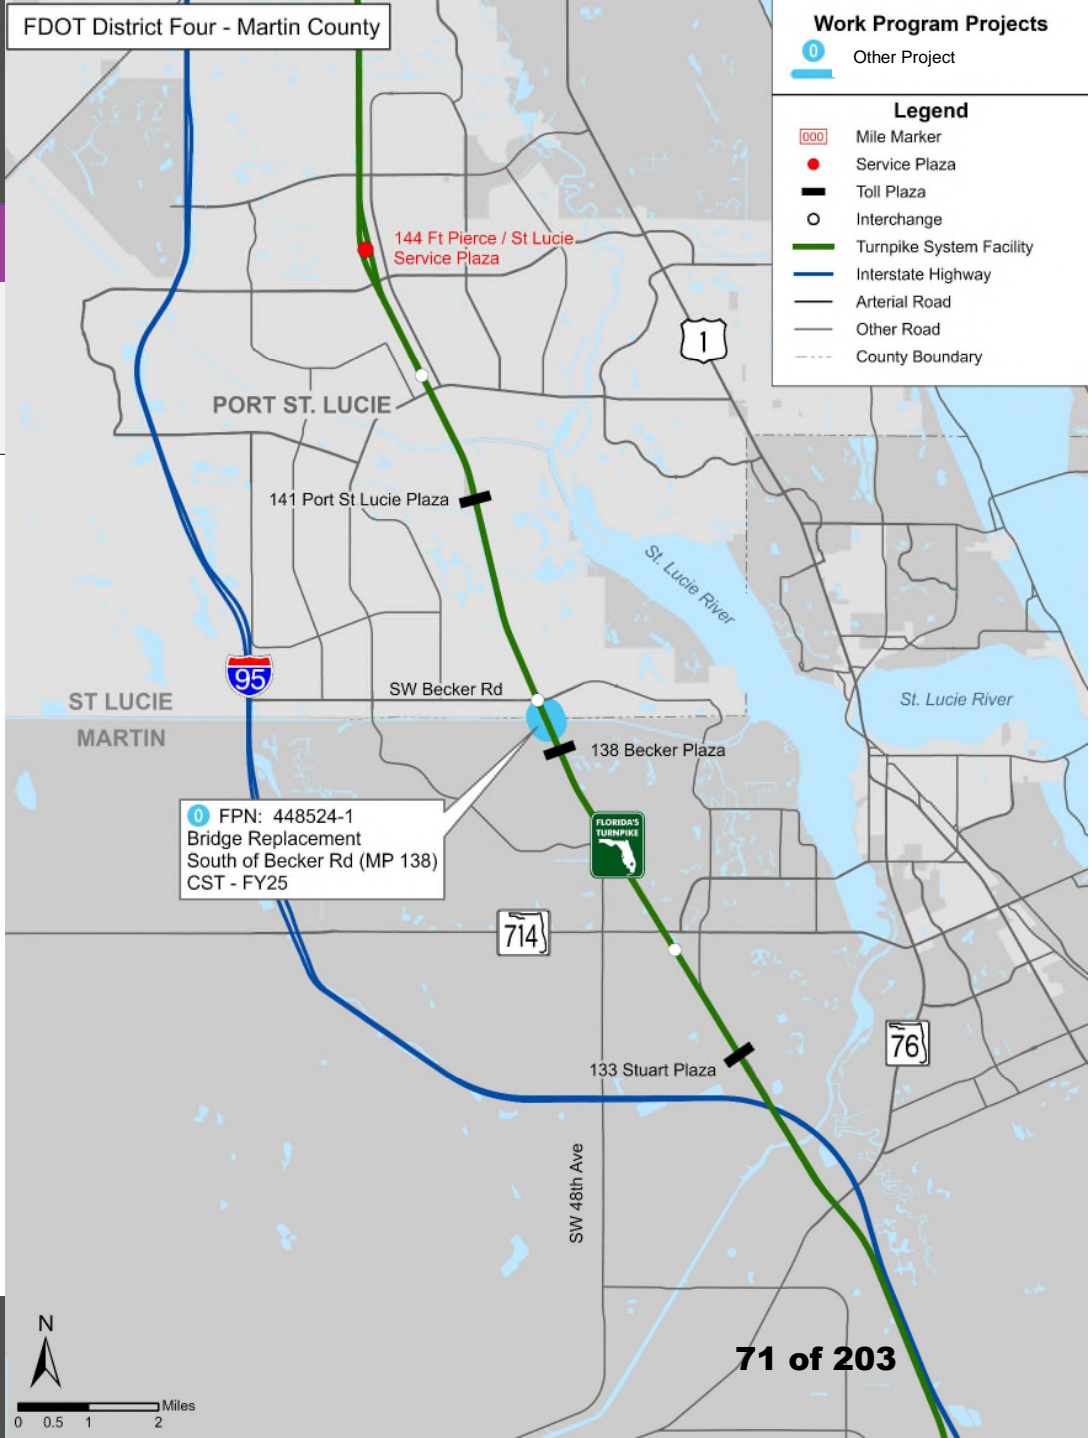 FDOT District Four - Martin County
Work Program Projects
0
Other Project
Legend
000
Mile Marker
Service Plaza
Toll Plaza
Interchange
Turnpike System Facility
Interstate Highway
Arterial Road
Other Road
County Boundary
144 Ft Pierce / St Lucie
Service Plaza
1
PORT ST. LUCIE
141 Port St Lucie Plaza
St. Lucie River
95
SW Becker Rd
ST LUCIE
St. Lucie River
MARTIN
138 Becker Plaza
0 FPN: 448524-1
Bridge Replacement
South of Becker Rd (MP 138)
CST - FY25
FLORIDA'S
TURNPIKE
714
76
133 Stuart Plaza
SW 48th Ave
N
71 of 203
Miles
0 0.5 1 2